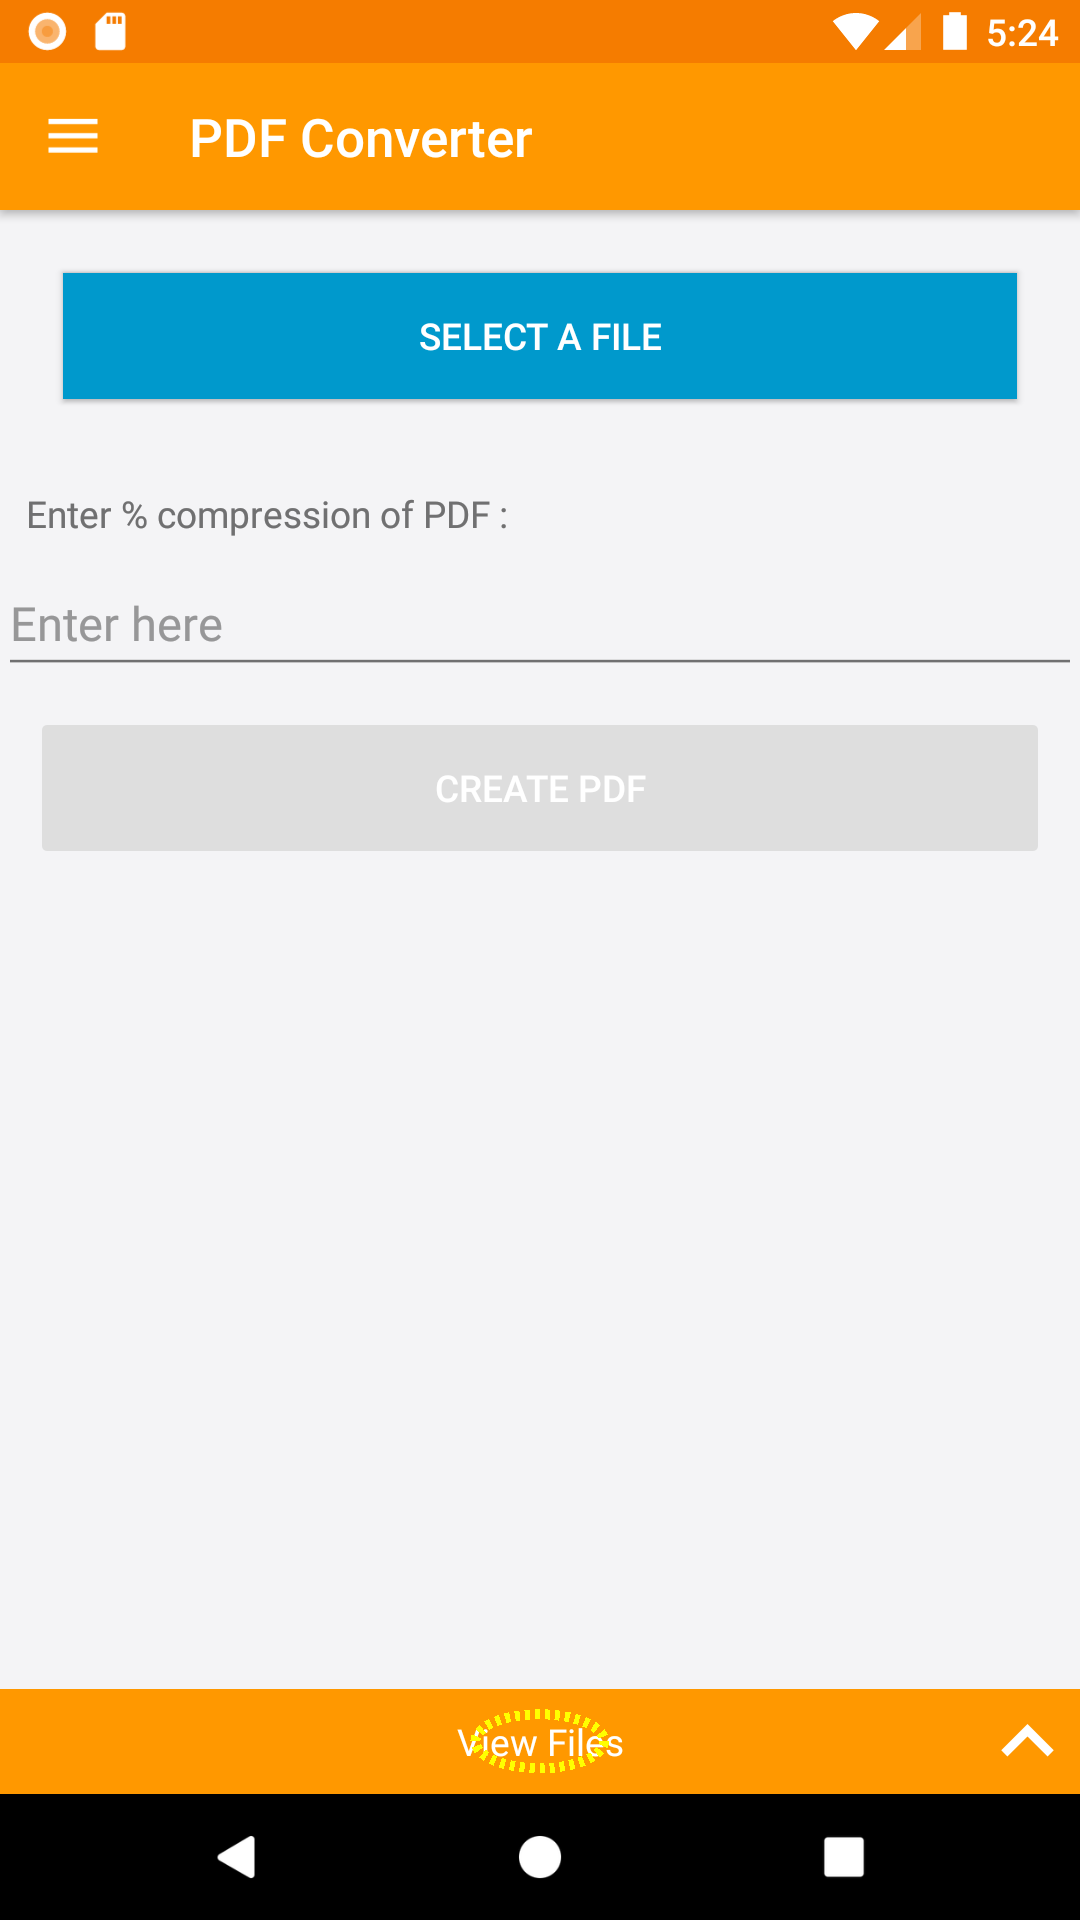 5:24
PDF Converter
SELECT A FILE
Enter % compression of PDF :
Enter here
CREATE PDF
View Files